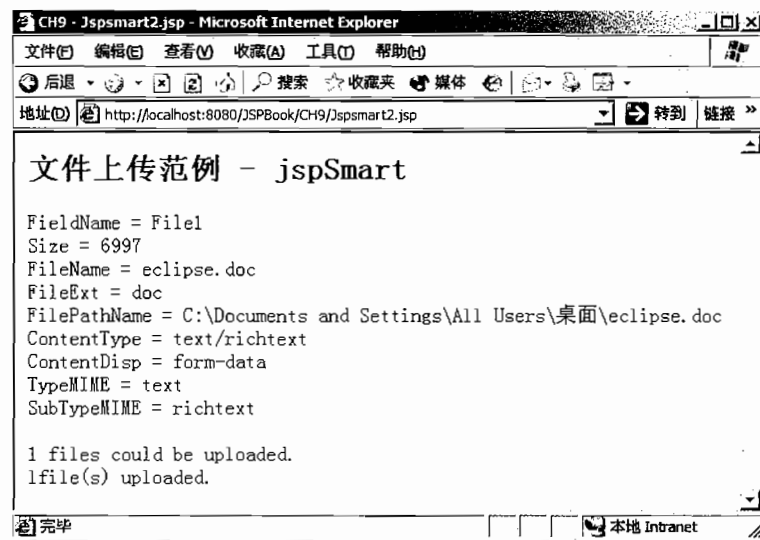 CH9 - Jspsmart2.jsp - Microsoft Internet Explorer
文件(F) 编辑(E) 查看(V) 收藏(A) 工具(T) 帮助(H)
后退 搜索 收藏夹 媒体
地址(D) http://localhost:8080/JSPBook/CH9/Jspsmart2.jsp 转到 链接 »
文件上传范例 - jspSmart
FieldName = File1
Size = 6997
FileName = eclipse.doc
FileExt = doc
FilePathName = C:\Documents and Settings\All Users\桌面\eclipse.doc
ContentType = text/richtext
ContentDisp = form-data
TypeMIME = text
SubTypeMIME = richtext
1 files could be uploaded.
1file(s) uploaded.
完毕 本地 Intranet